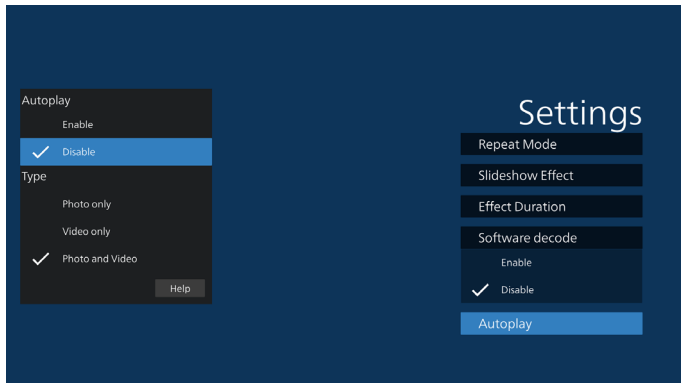 Autoplay
Enable
Disable
Type
Photo only
Video only
Photo and Video
Help
Settings
Repeat Mode
Slideshow Effect
Effect Duration
Software decode
Enable
Disable
Autoplay